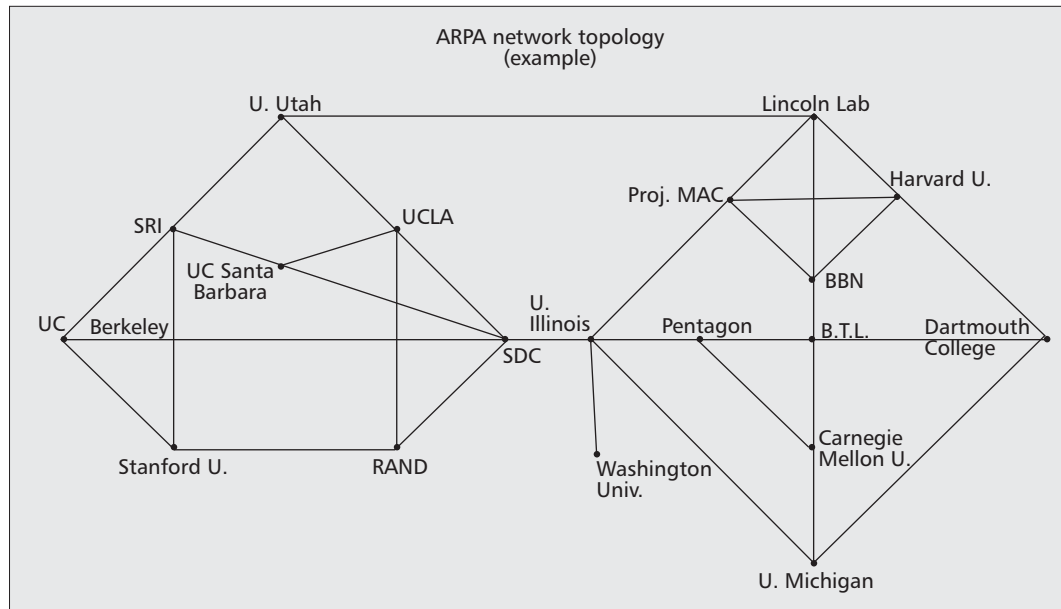 ARPA network topology
(example)
U. Utah
Lincoln Lab
Proj. MAC
Harvard U.
SRI
UCLA
UC Santa
Barbara
BBN
UC
Berkeley
U.
Illinois
Pentagon
B.T.L.
Dartmouth
College
SDC
Stanford U.
RAND
Washington
Univ.
Carnegie
Mellon U.
U. Michigan